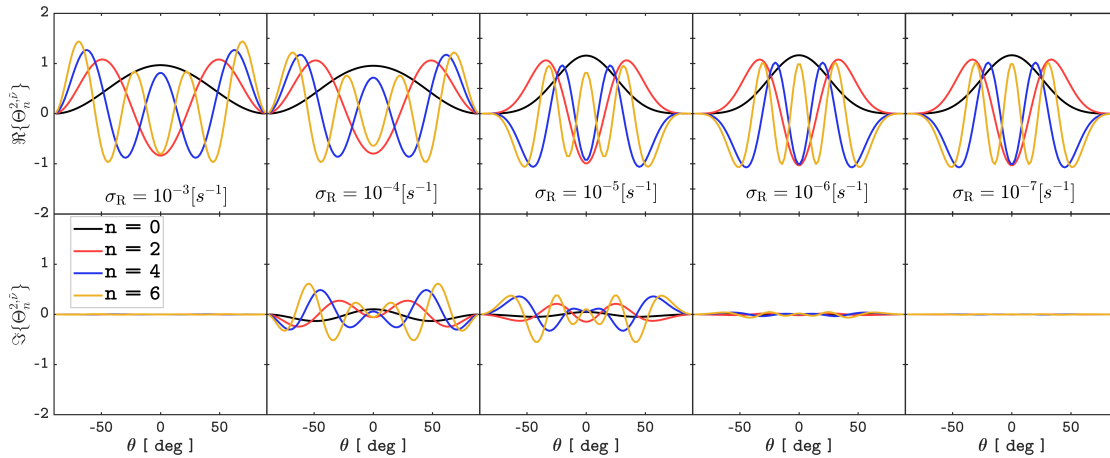 2
1
0
-1
-2
ℜ{Θ_n^{2,ν̃}}
σ_R = 10^{-3}[s^{-1}]
σ_R = 10^{-4}[s^{-1}]
σ_R = 10^{-5}[s^{-1}]
σ_R = 10^{-6}[s^{-1}]
σ_R = 10^{-7}[s^{-1}]
n = 0
n = 2
n = 4
n = 6
1
0
-1
-2
ℑ{Θ_n^{2,ν̃}}
-50 0 50 -50 0 50 -50 0 50 -50 0 50 -50 0 50
θ [ deg ] θ [ deg ] θ [ deg ] θ [ deg ] θ [ deg ]